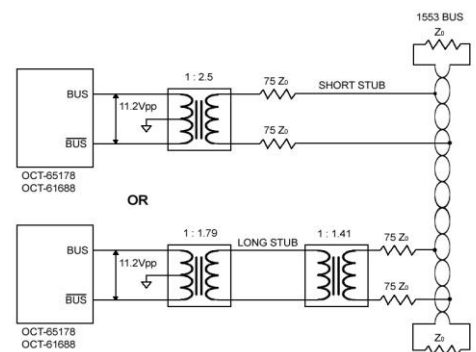 1553 BUS
Z₀
1 : 2.5
75 Z₀
SHORT STUB
BUS
11.2Vpp
75 Z₀
BUS
OCT-65178
OCT-61688
OR
1 : 1.79
LONG STUB
1 : 1.41
75 Z₀
BUS
11.2Vpp
75 Z₀
BUS
OCT-65178
OCT-61688
Z₀